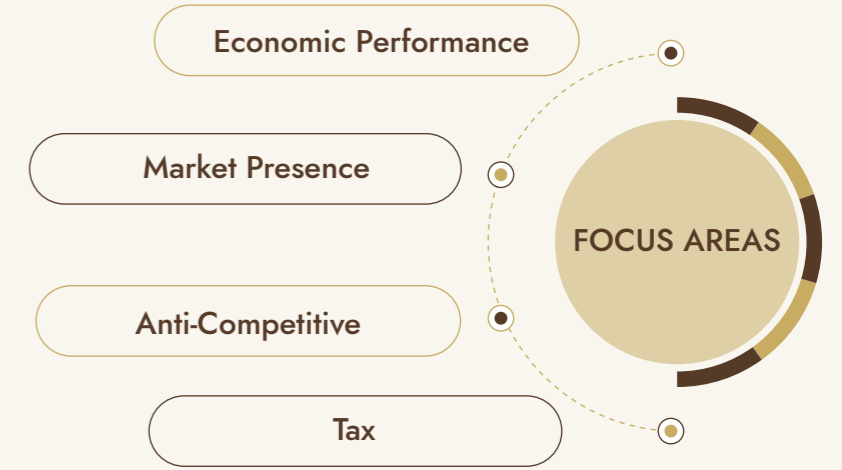 Economic Performance
Market Presence
FOCUS AREAS
Anti-Competitive
Tax